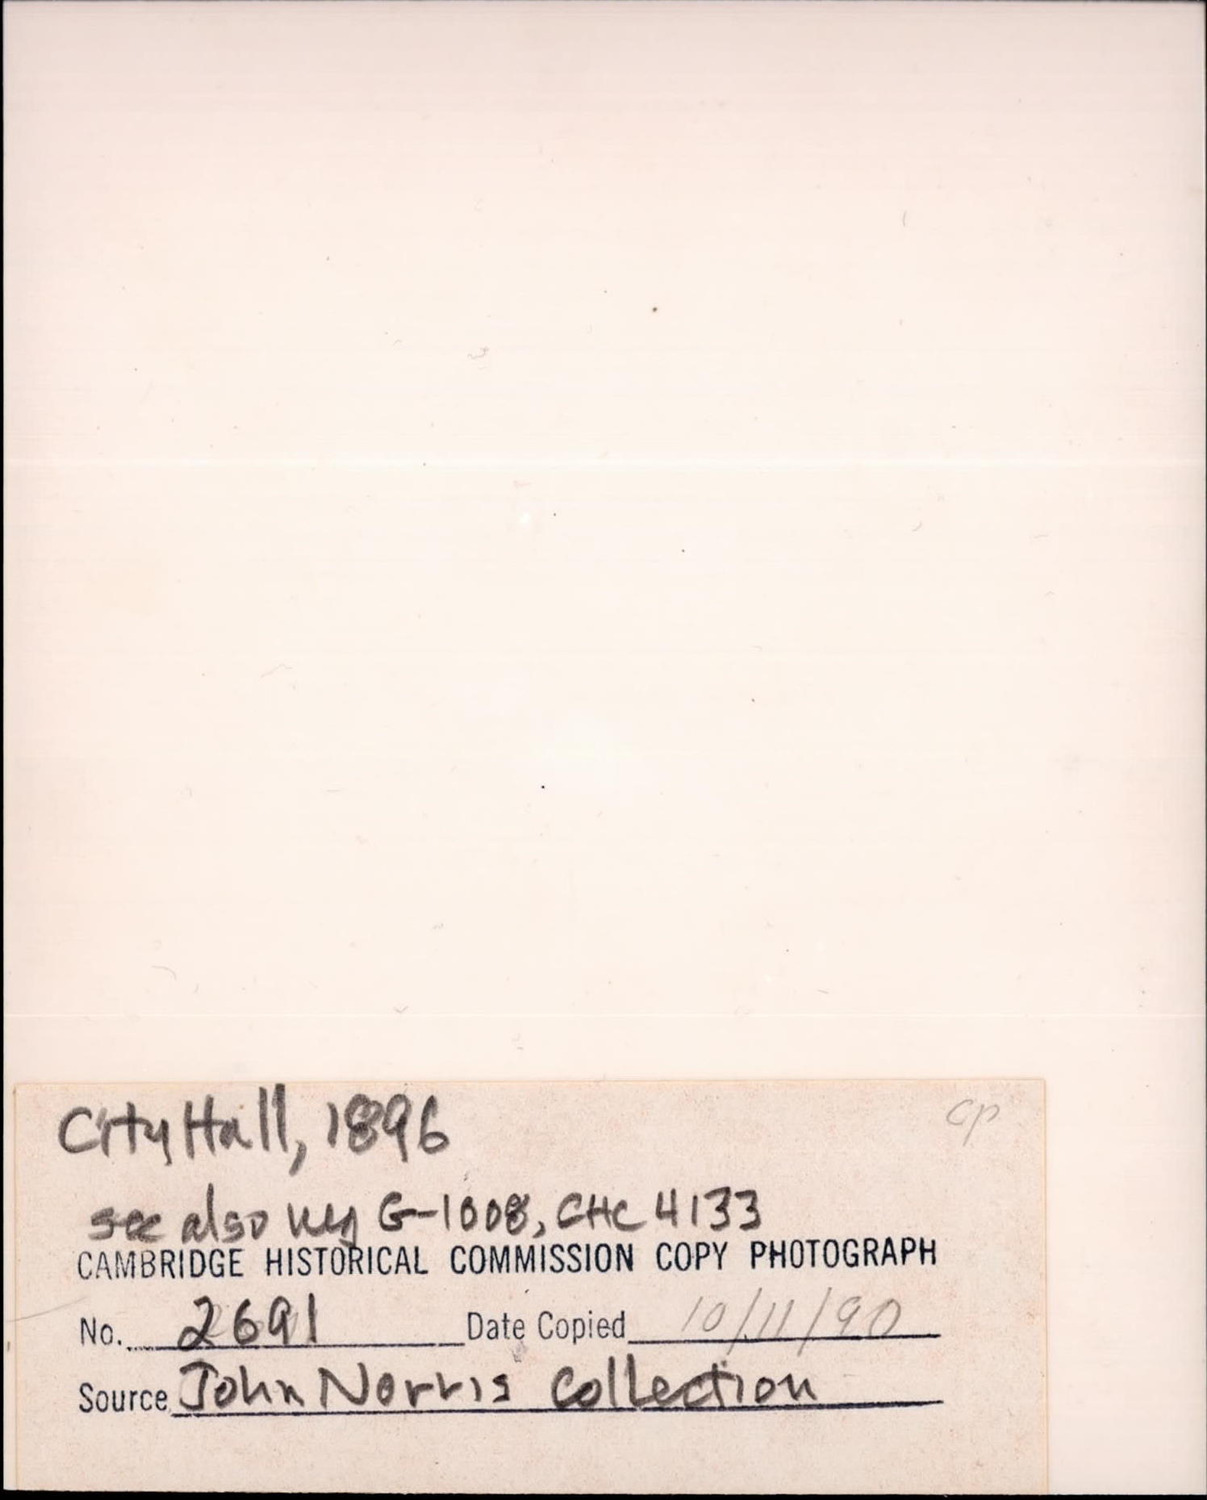 City Hall, 1896
cp
see also neg G-1008, CHC 4133
CAMBRIDGE HISTORICAL COMMISSION COPY PHOTOGRAPH
No. 2691 Date Copied 10/11/90
Source John Norris Collection